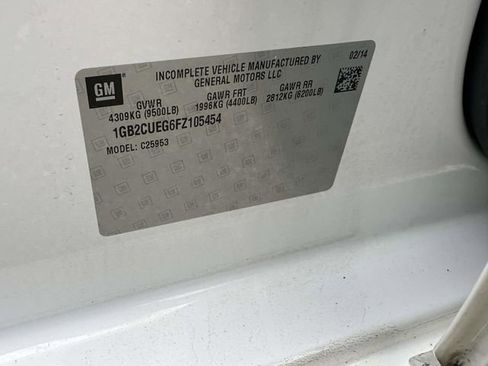 INCOMPLETE VEHICLE MANUFACTURED BY
02/14
GENERAL MOTORS LLC
GM
GVWR
GAWR FRT
GAWR RR
4309KG (9500LB)
1996KG (4400LB)
2812KG (6200LB)
1GB2CUEG6FZ105454
MODEL: C25953